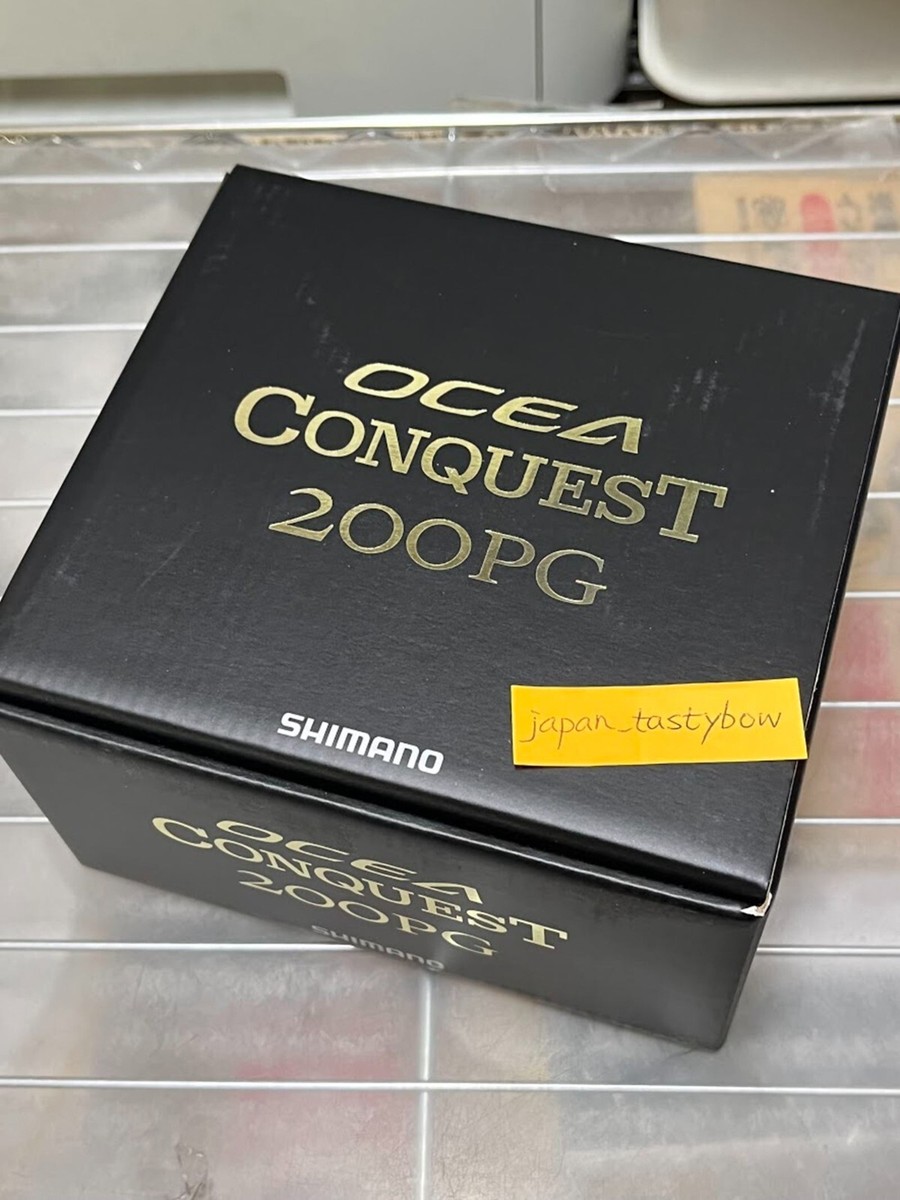 OCEA
CONQUEST
200PG
SHIMANO
japan_tastybow
OCEA
CONQUEST
200PG
SHIMANO